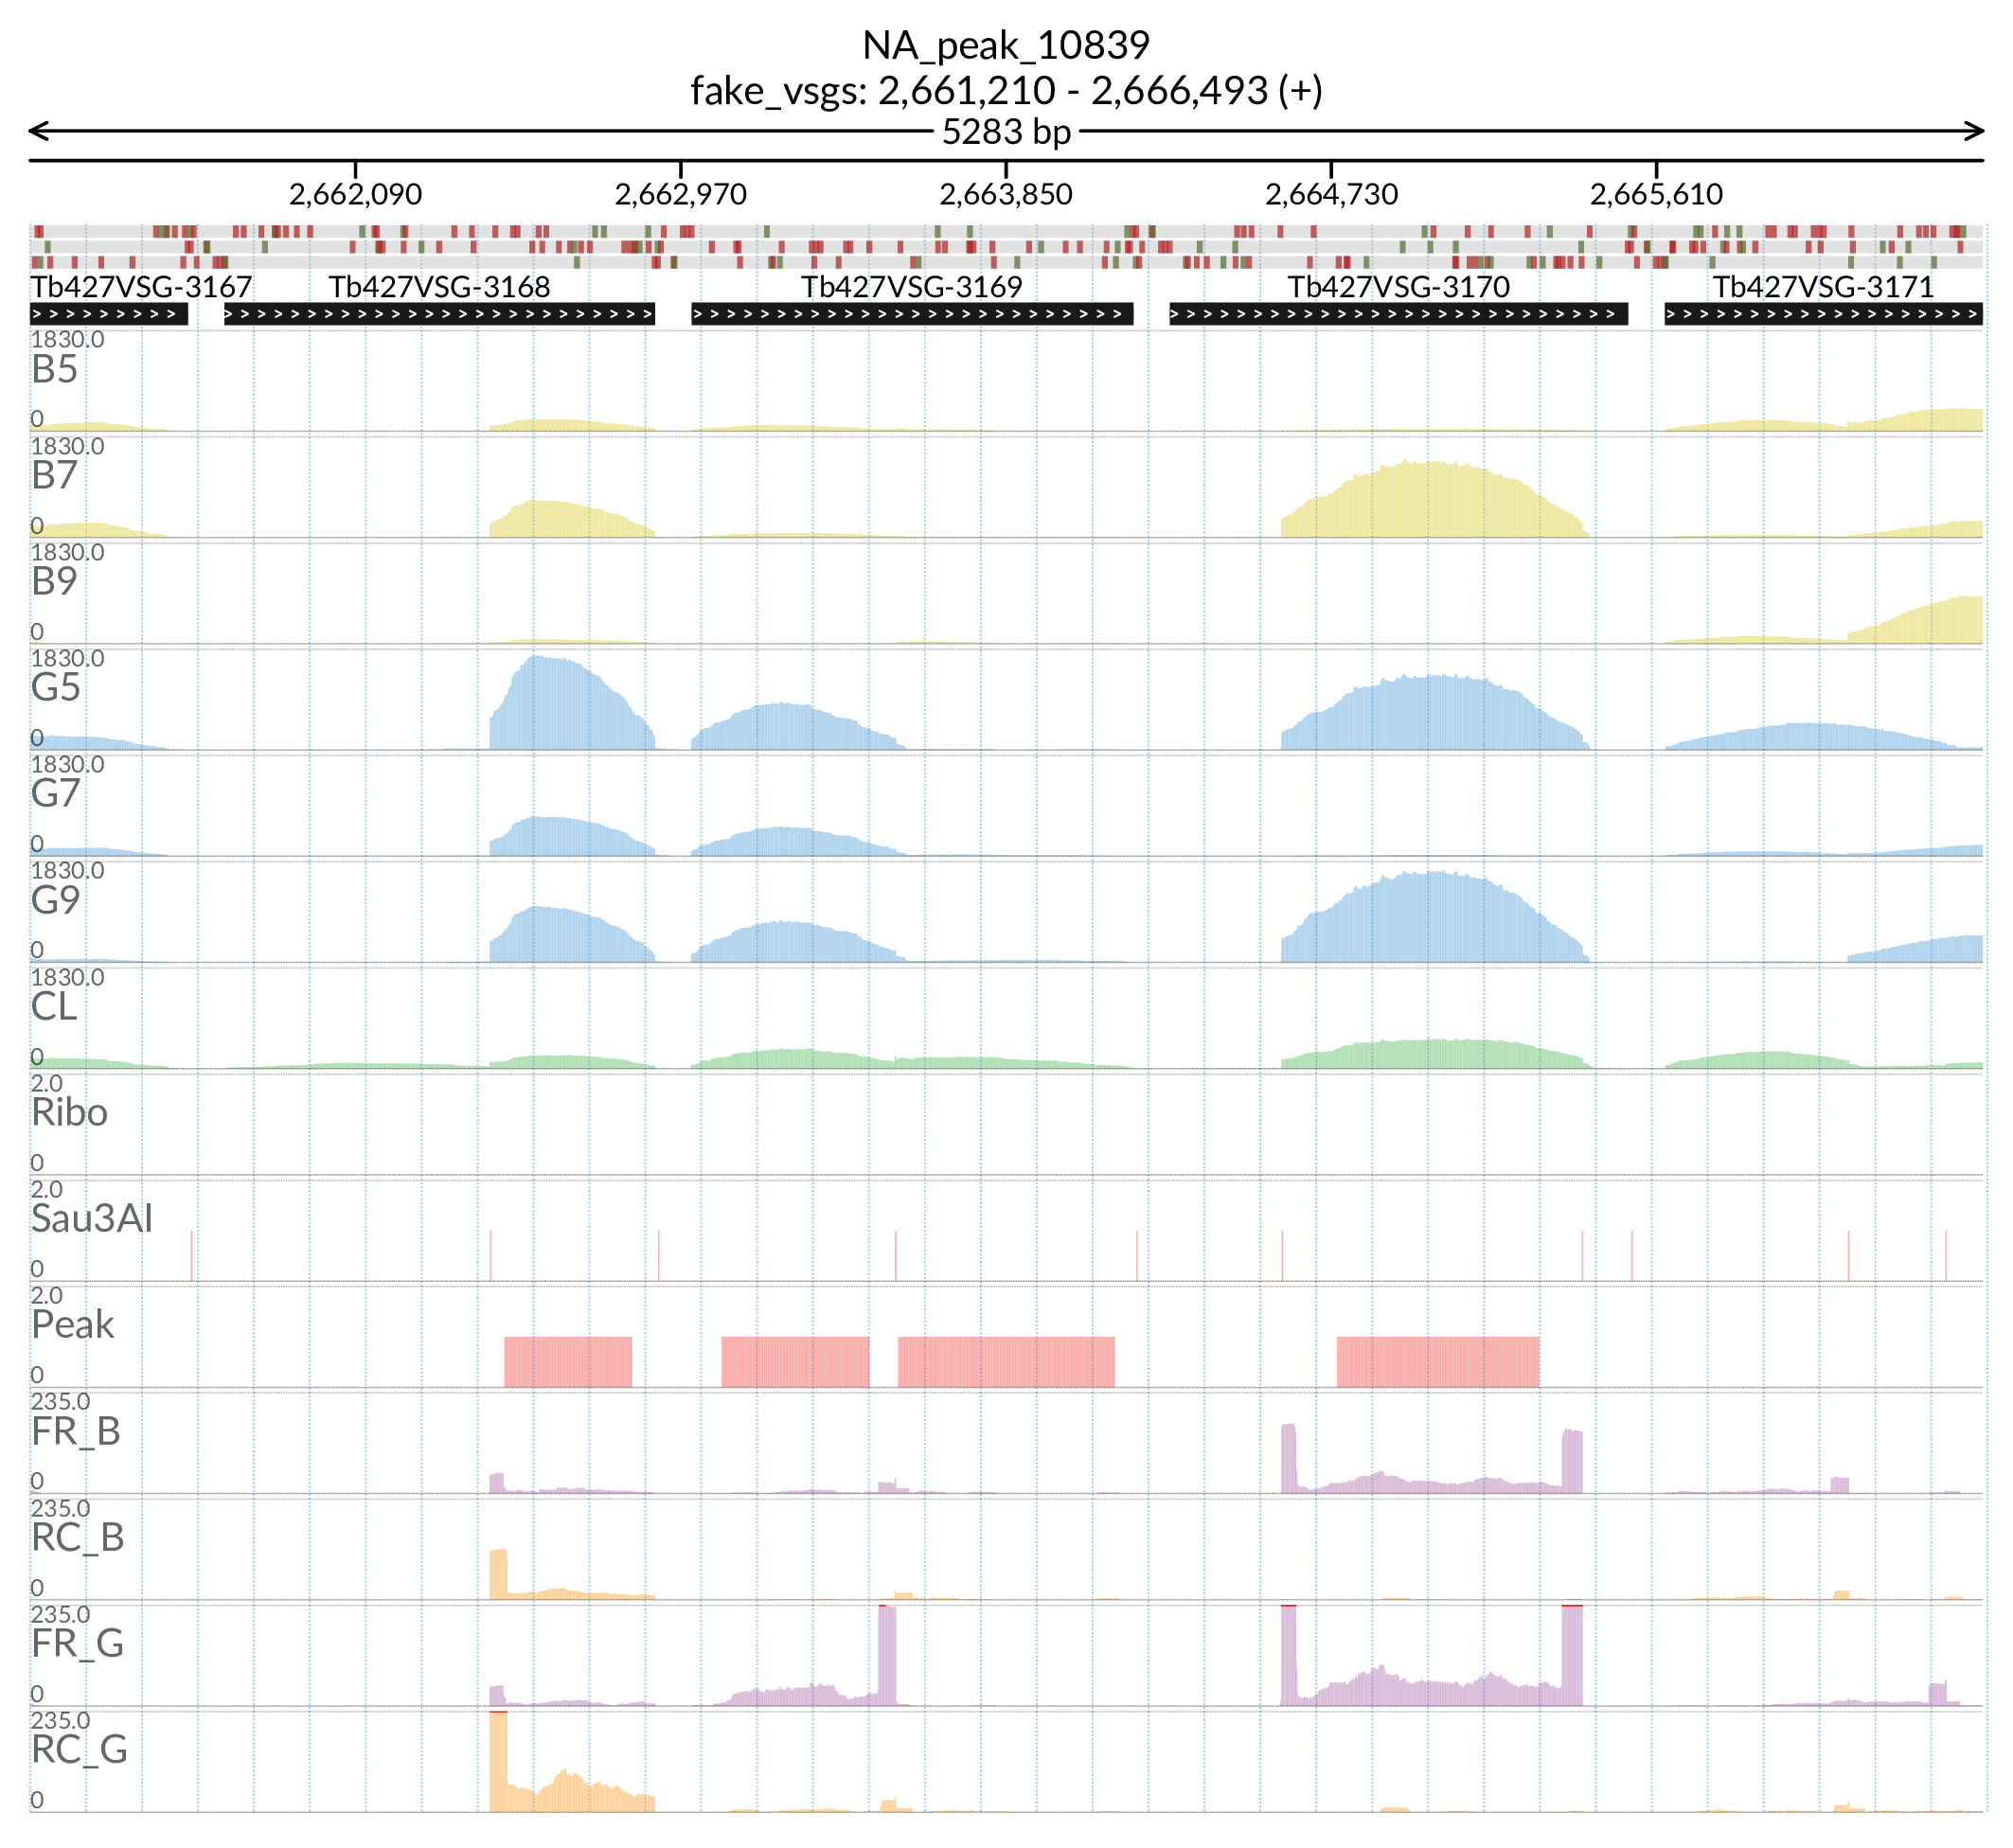 NA_peak_10839
fake_vsgs: 2,661,210 - 2,666,493 (+)
5283 bp
2,662,090 2,662,970 2,663,850 2,664,730 2,665,610
Tb427VSG-3167 Tb427VSG-3168 Tb427VSG-3169 Tb427VSG-3170 Tb427VSG-3171
1830.0
B5
0
1830.0
B7
0
1830.0
B9
0
1830.0
G5
0
1830.0
G7
0
1830.0
G9
0
1830.0
CL
0
2.0
Ribo
0
2.0
Sau3AI
0
2.0
Peak
0
235.0
FR_B
0
235.0
RC_B
0
235.0
FR_G
0
235.0
RC_G
0